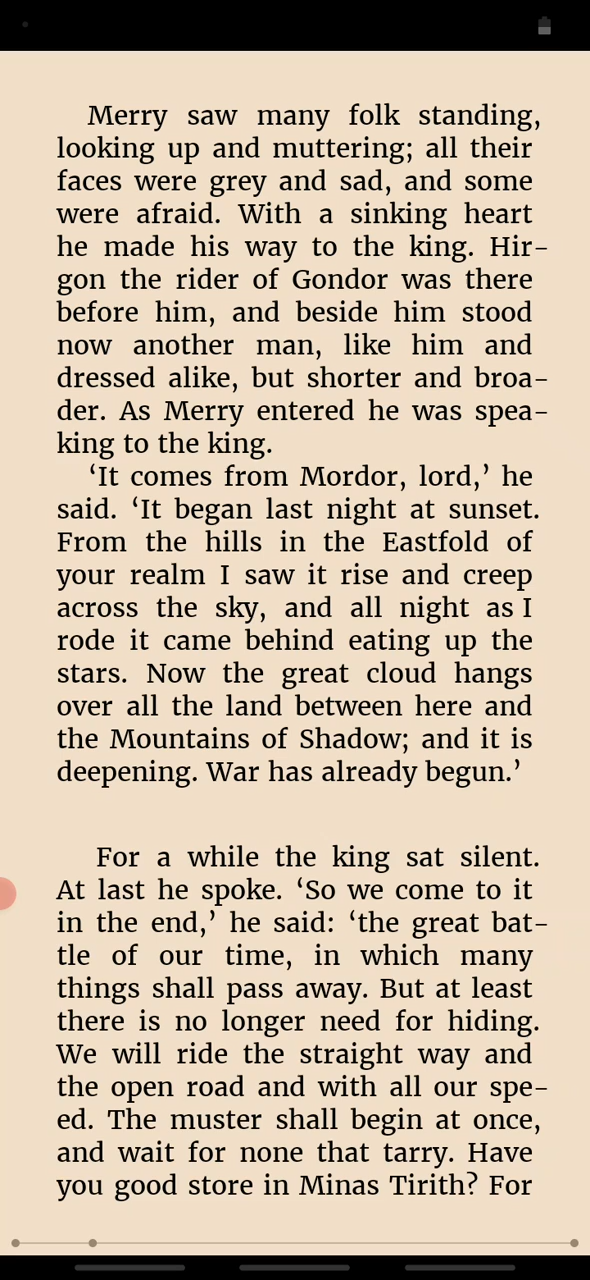 Merry saw many folk standing,
looking up and muttering; all their
faces were grey and sad, and some
were afraid. With a sinking heart
he made his way to the king. Hir-
gon the rider of Gondor was there
before him, and beside him stood
now another man, like him and
dressed alike, but shorter and broa-
der. As Merry entered he was spea-
king to the king.
‘It comes from Mordor, lord,’ he
said. ‘It began last night at sunset.
From the hills in the Eastfold of
your realm I saw it rise and creep
across the sky, and all night as I
rode it came behind eating up the
stars. Now the great cloud hangs
over all the land between here and
the Mountains of Shadow; and it is
deepening. War has already begun.’
For a while the king sat silent.
At last he spoke. ‘So we come to it
in the end,’ he said: ‘the great bat-
tle of our time, in which many
things shall pass away. But at least
there is no longer need for hiding.
We will ride the straight way and
the open road and with all our spe-
ed. The muster shall begin at once,
and wait for none that tarry. Have
you good store in Minas Tirith? For